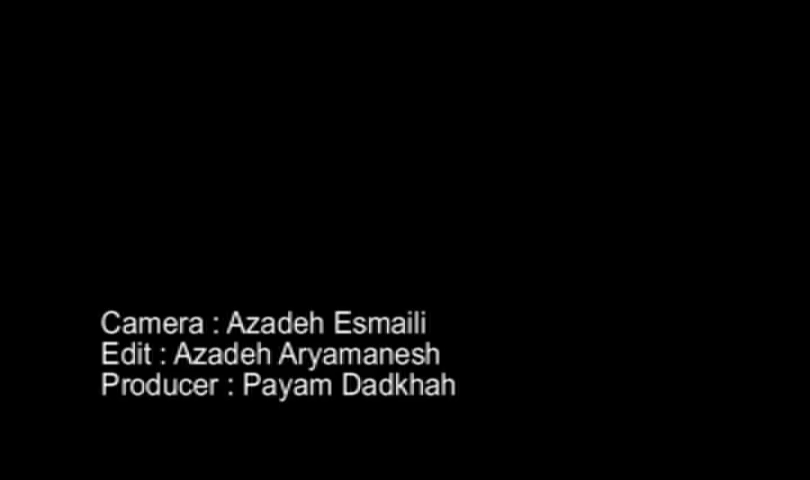 Camera : Azadeh Esmaili
Edit : Azadeh Aryamanesh
Producer : Payam Dadkhah